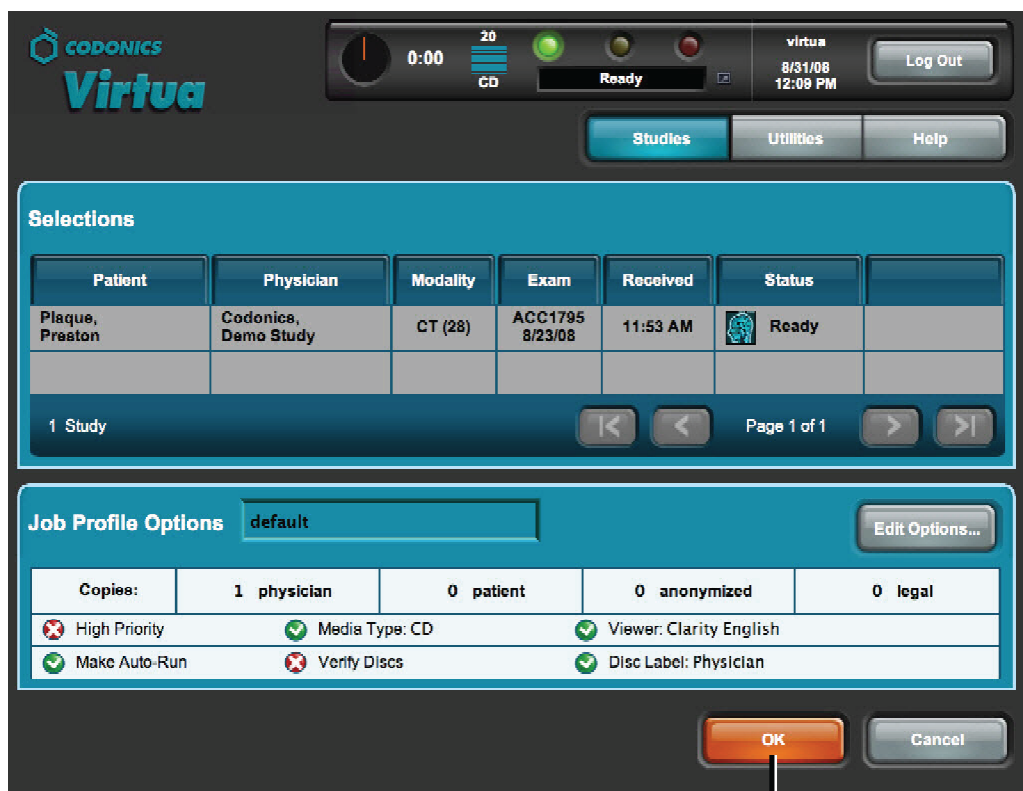 CODONICS
Virtua
0:00
20
CD
Ready
virtua
8/31/08
12:09 PM
Log Out
Studies
Utilities
Help
Selections
Patient
Physician
Modality
Exam
Received
Status
Plaque,
Preston
Codonics,
Demo Study
CT (28)
ACC1795
8/23/08
11:53 AM
Ready
1 Study
Page 1 of 1
Job Profile Options
default
Edit Options...
Copies:
1 physician
0 patient
0 anonymized
0 legal
High Priority
Media Type: CD
Viewer: Clarity English
Make Auto-Run
Verify Discs
Disc Label: Physician
OK
Cancel